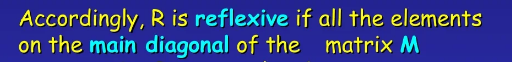 Accordingly, R is reflexive if all the elements
on the main diagonal of the matrix M